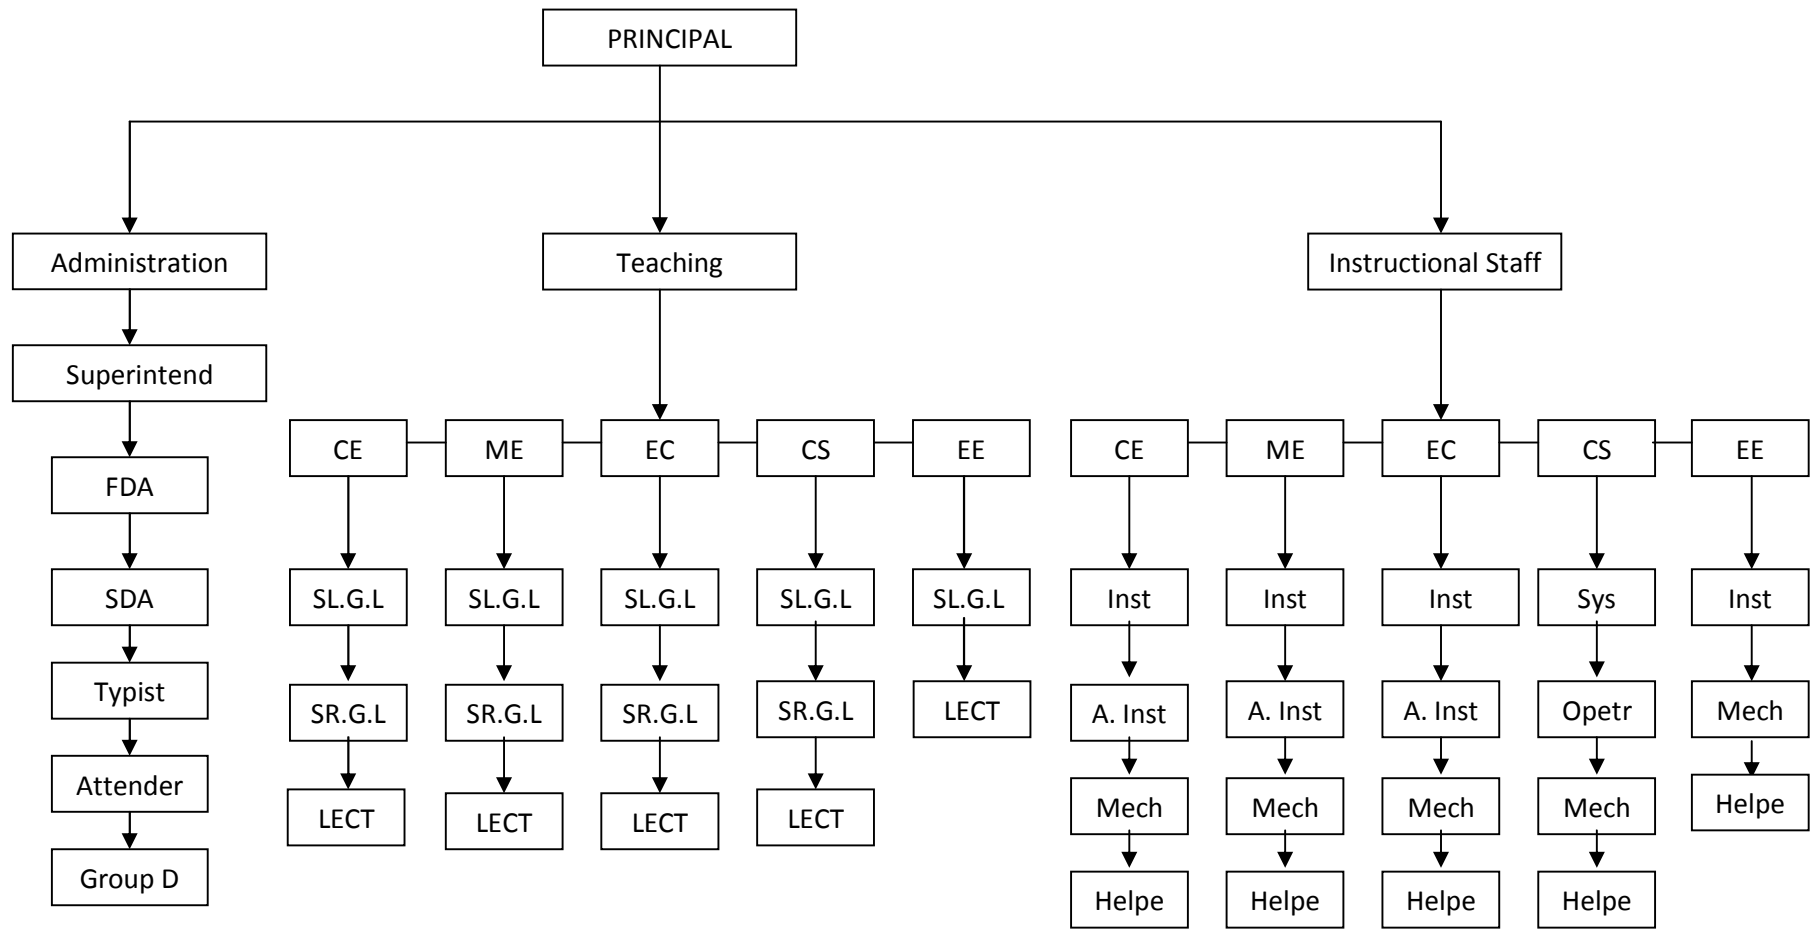 PRINCIPAL
Administration
Teaching
Instructional Staff
Superintend
FDA
SDA
Typist
Attender
Group D
CE
ME
EC
CS
EE
SL.G.L
SL.G.L
SL.G.L
SL.G.L
SL.G.L
SR.G.L
SR.G.L
SR.G.L
SR.G.L
LECT
LECT
LECT
LECT
LECT
CE
ME
EC
CS
EE
Inst
Inst
Inst
Sys
Inst
A. Inst
A. Inst
A. Inst
Opetr
Mech
Mech
Mech
Mech
Mech
Helpe
Helpe
Helpe
Helpe
Helpe